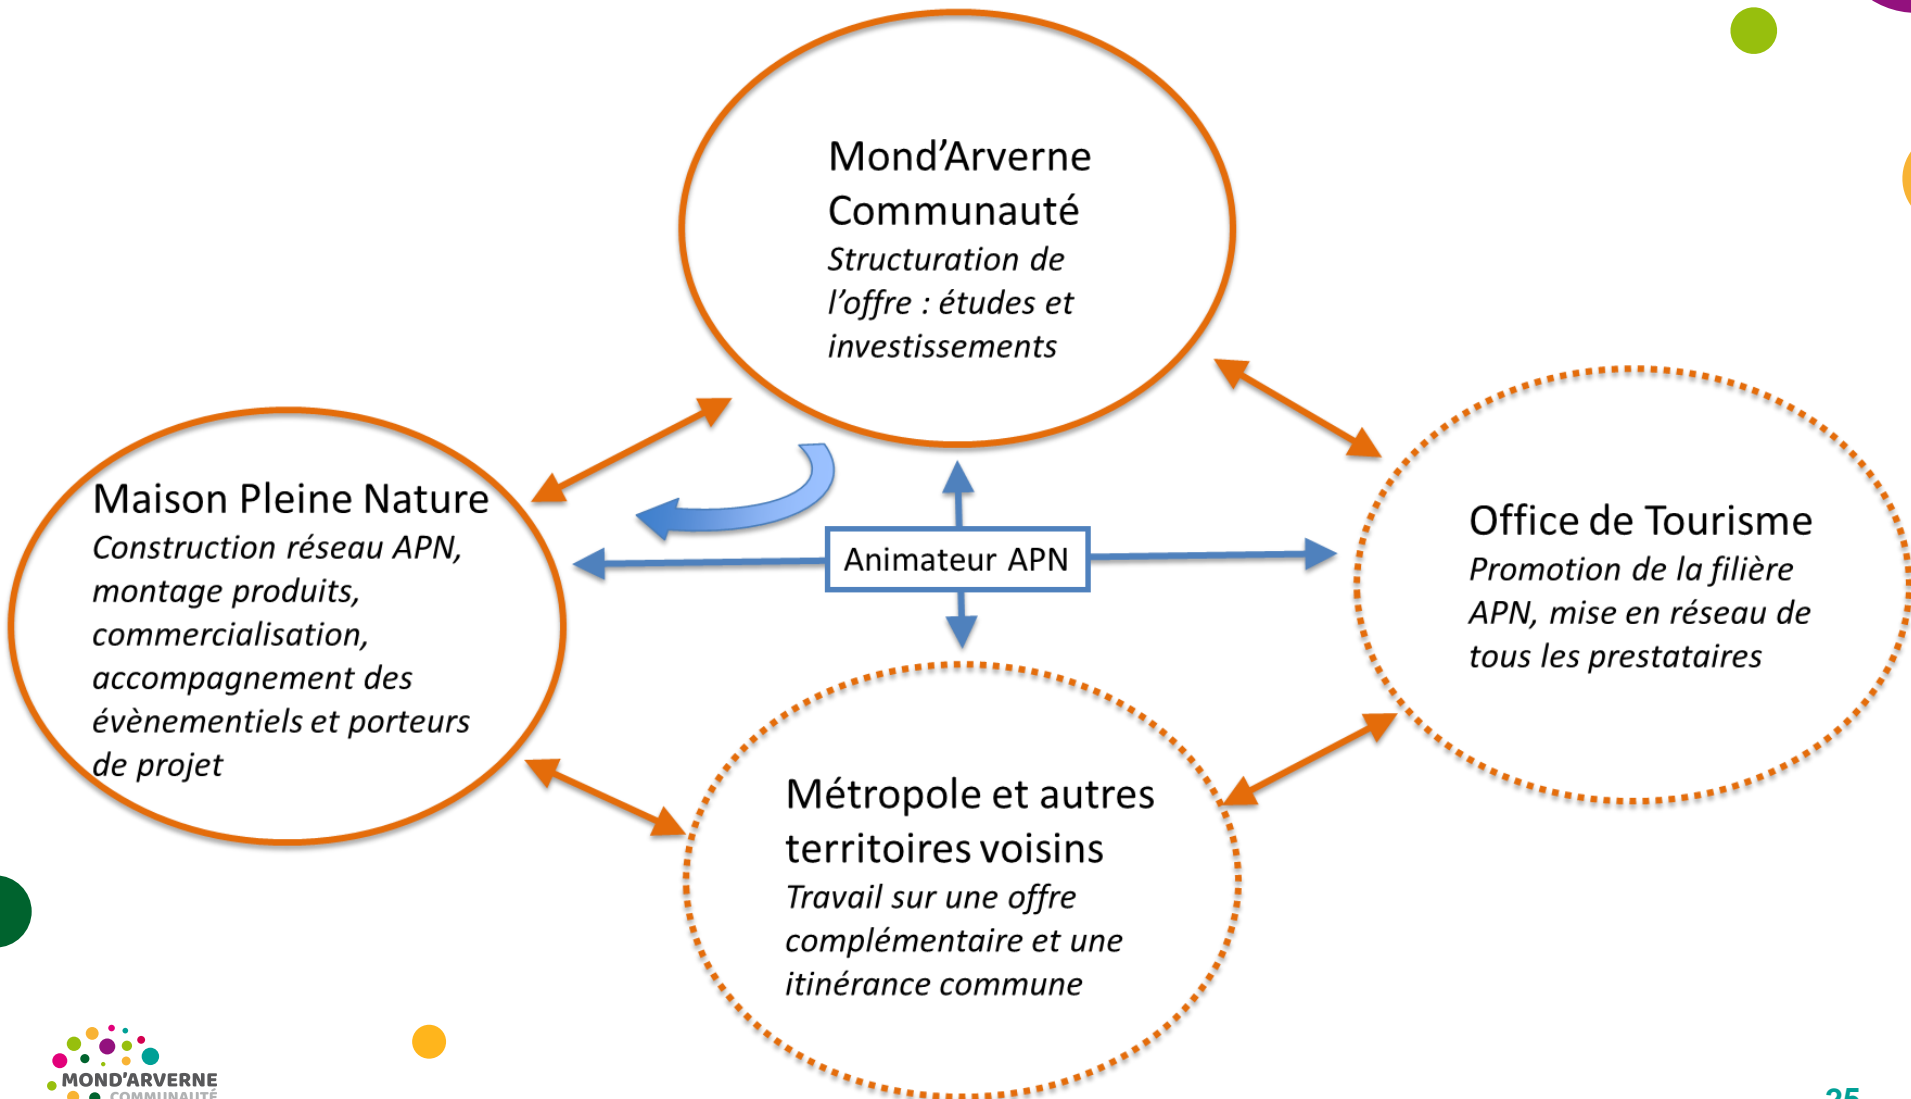 Mond’Arverne
Communauté
Structuration de
l’offre : études et
investissements
Maison Pleine Nature
Construction réseau APN,
montage produits,
commercialisation,
accompagnement des
évènementiels et porteurs
de projet
Animateur APN
Office de Tourisme
Promotion de la filière
APN, mise en réseau de
tous les prestataires
Métropole et autres
territoires voisins
Travail sur une offre
complémentaire et une
itinérance commune
MOND'ARVERNE
COMMUNAUTÉ
25